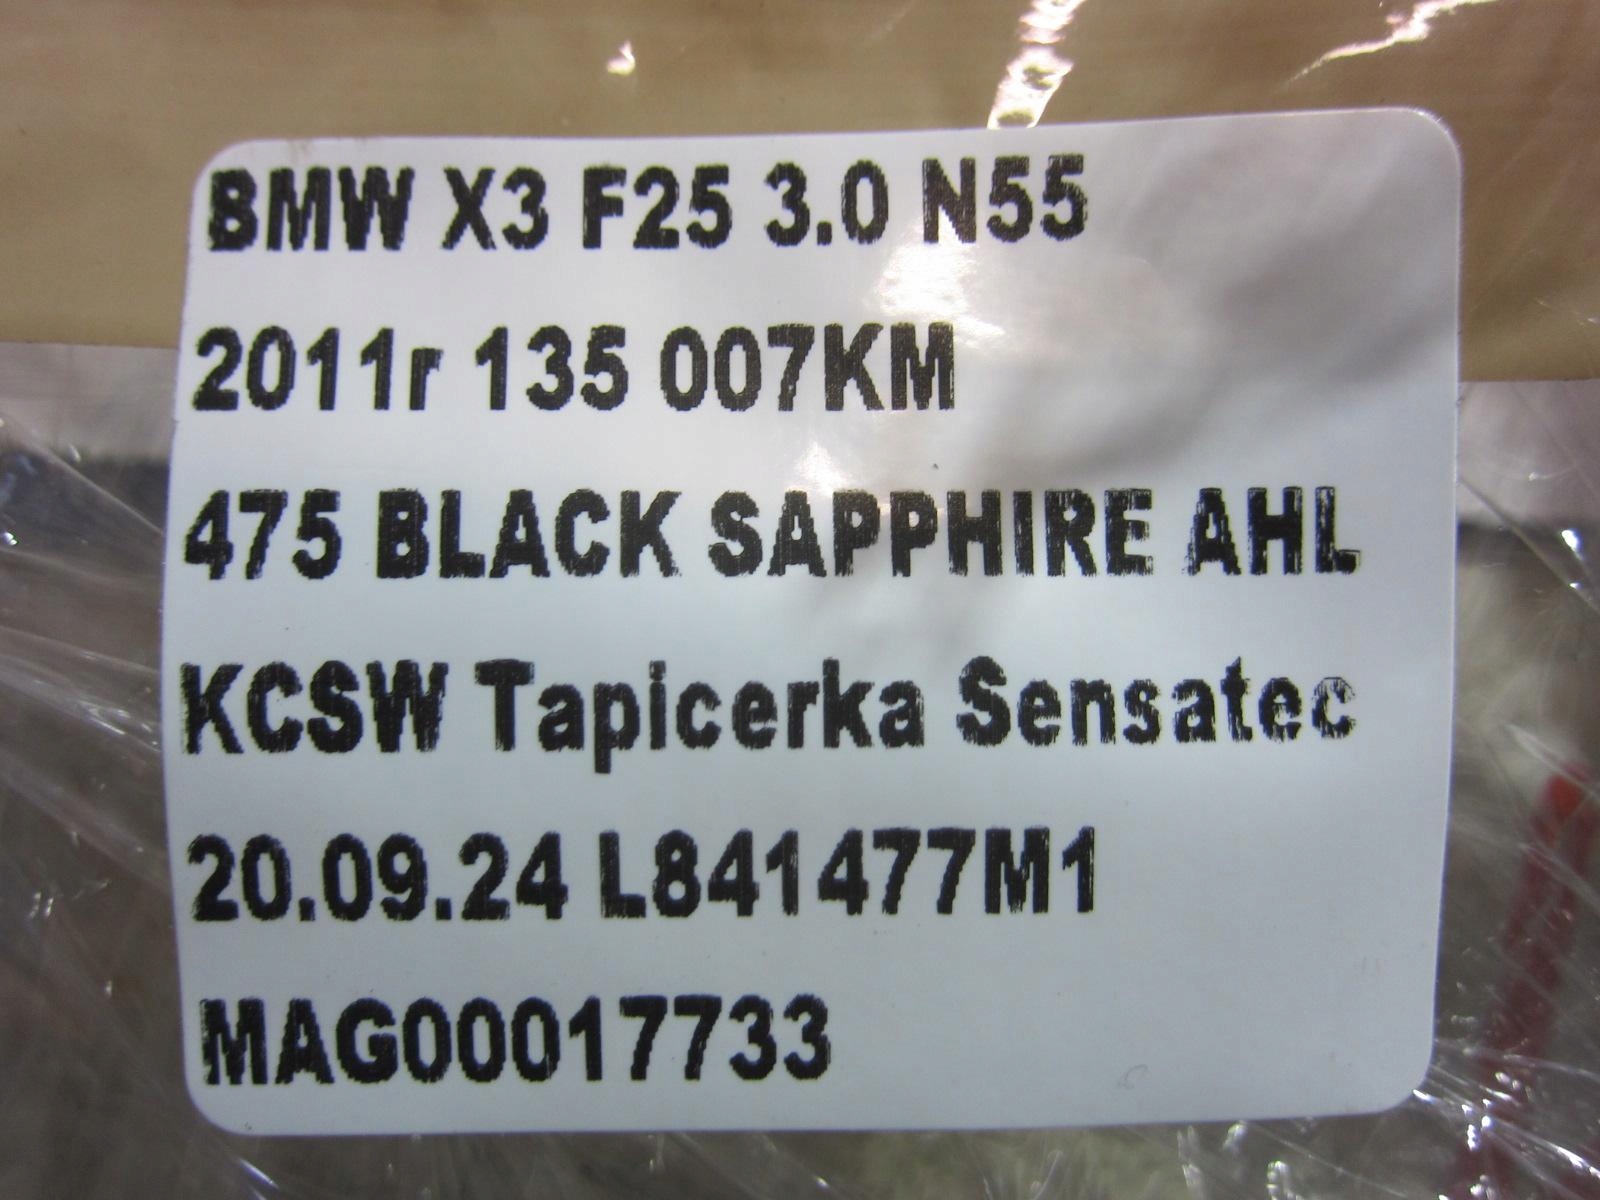 BMW X3 F25 3.0 N55
2011r 135 007KM
475 BLACK SAPPHIRE AHL
KCSW Tapicerka Sensatec
20.09.24 L841477M1
MAG00017733